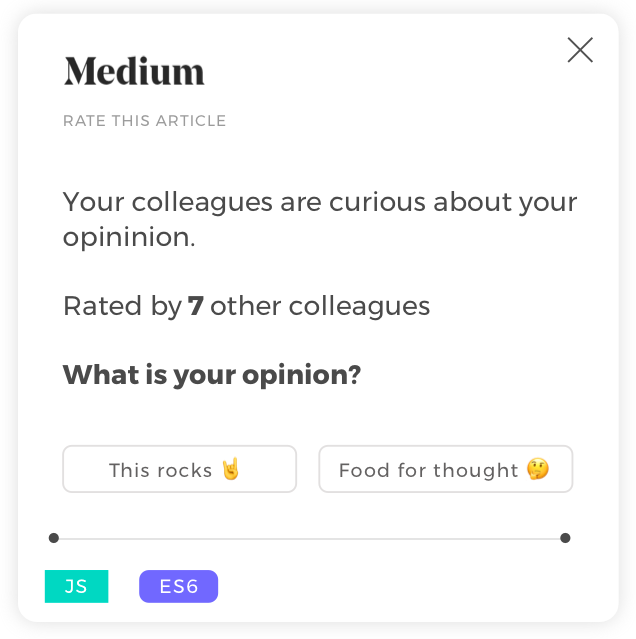 Medium
RATE THIS ARTICLE
Your colleagues are curious about your
opininion.
Rated by 7 other colleagues
What is your opinion?
This rocks 🤘
Food for thought 🤔
JS
ES6